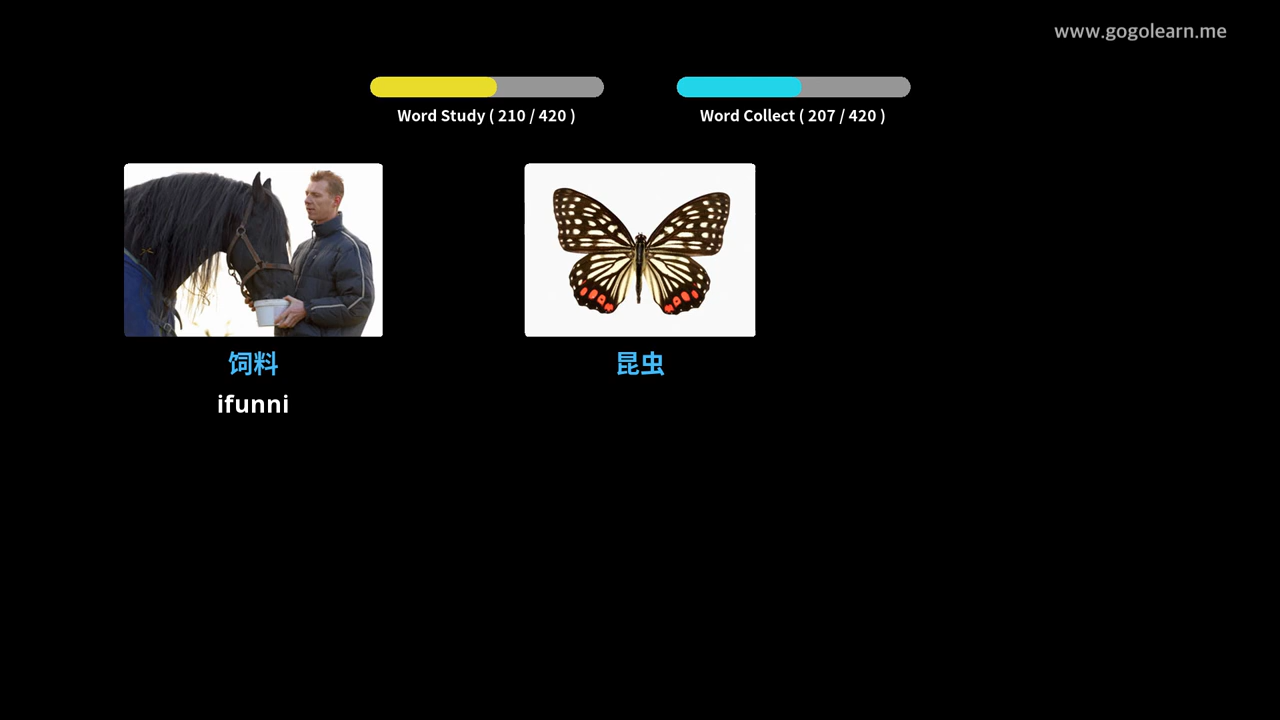 www.gogolearn.me
Word Study ( 210 / 420 )
Word Collect ( 207 / 420 )
饲料
昆虫
ifunni